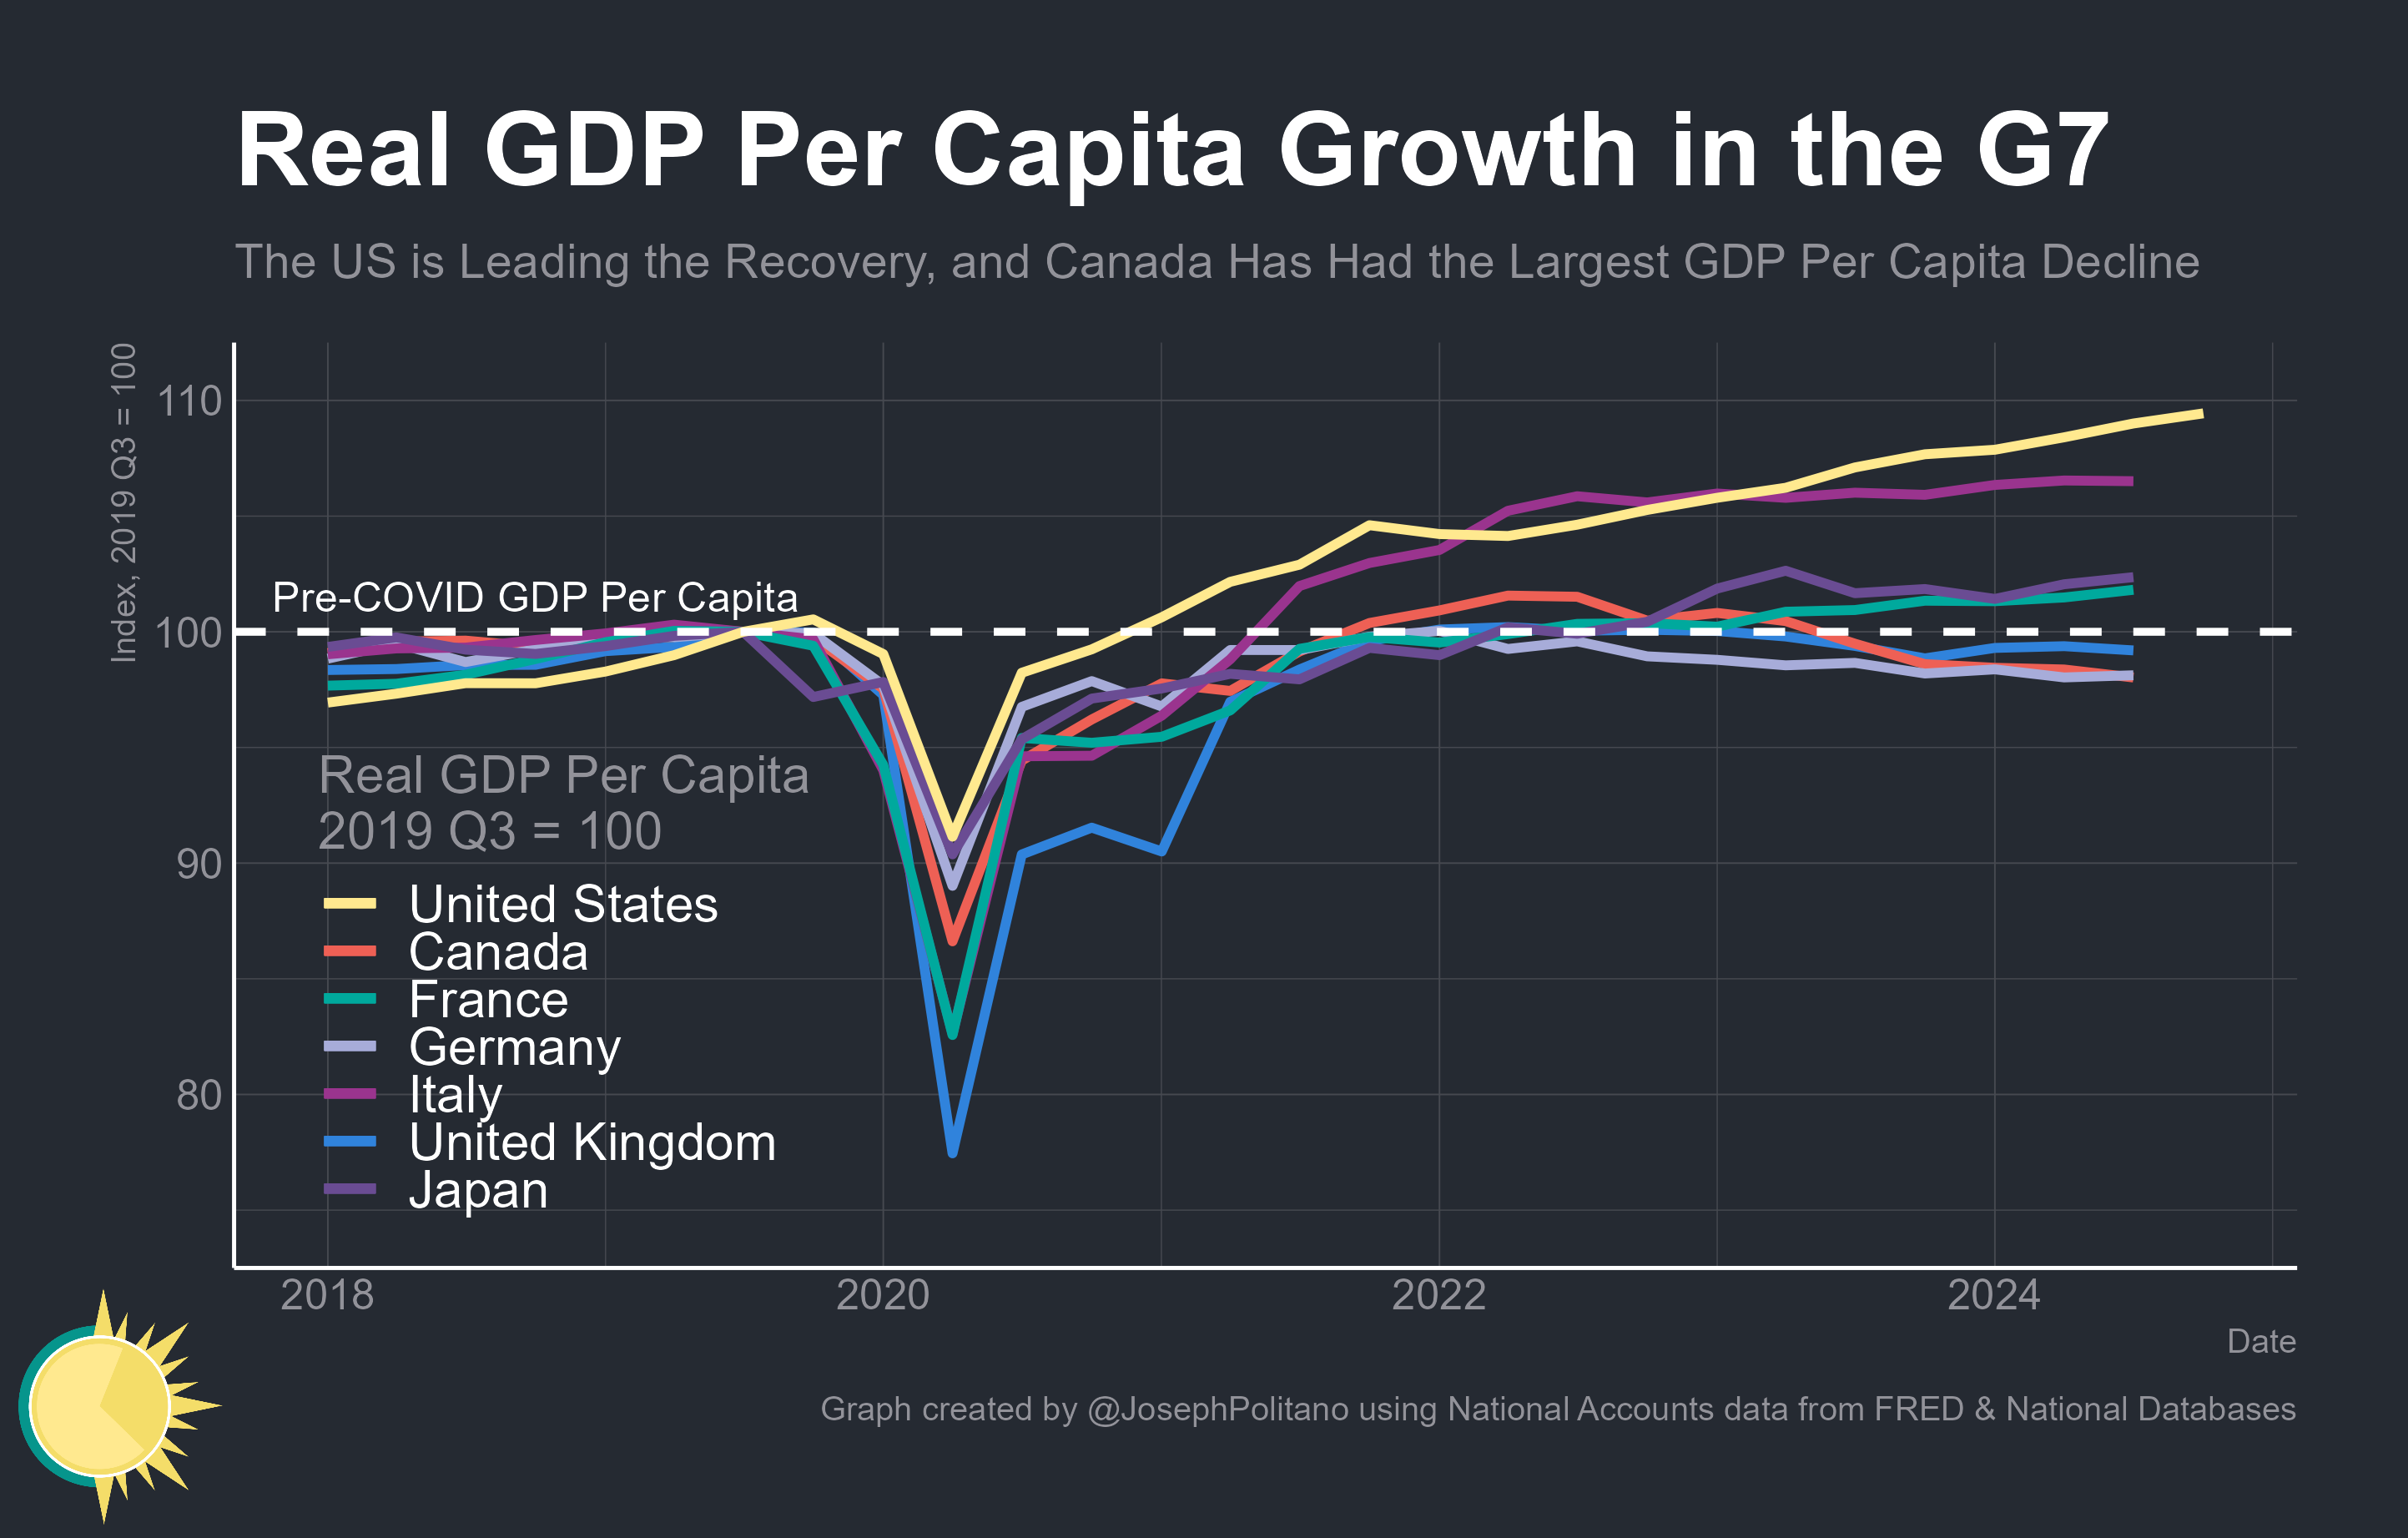 Real GDP Per Capita Growth in the G7
The US is Leading the Recovery, and Canada Has Had the Largest GDP Per Capita Decline
Index, 2019 Q3 = 100
110
100
90
80
Pre-COVID GDP Per Capita
Real GDP Per Capita
2019 Q3 = 100
United States
Canada
France
Germany
Italy
United Kingdom
Japan
2018
2020
2022
2024
Date
Graph created by @JosephPolitano using National Accounts data from FRED & National Databases